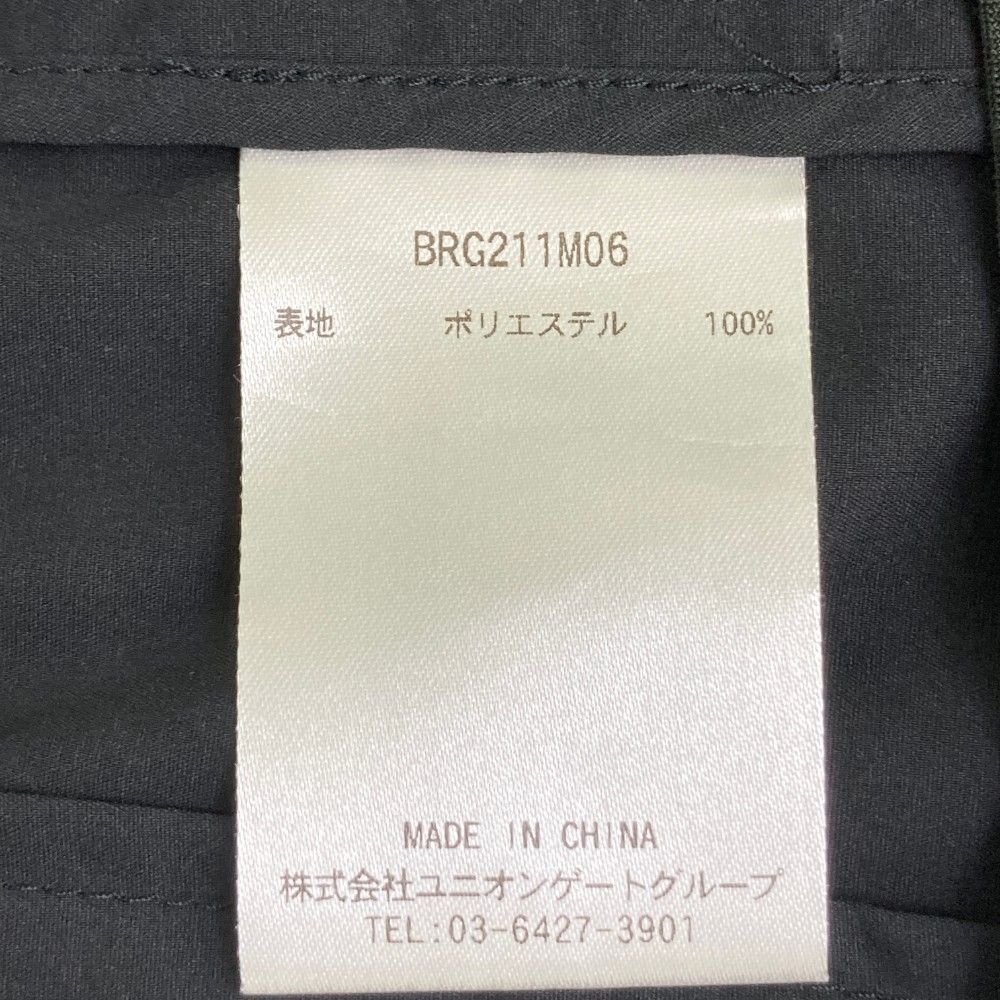 BRG211M06
表地 ポリエステル 100%
MADE IN CHINA
株式会社ユニオンゲートグループ
TEL:03-6427-3901